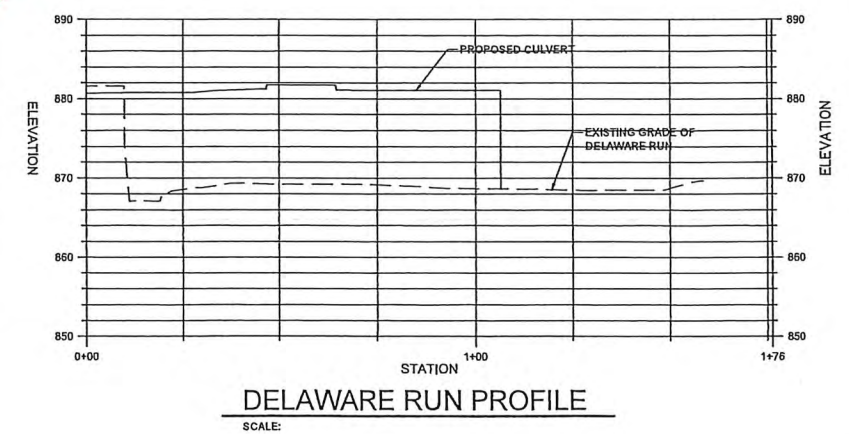 890
890
PROPOSED CULVERT
ELEVATION
880
880
ELEVATION
EXISTING GRADE OF
DELAWARE RUN
870
870
860
860
850
850
0+00
1+00
1+76
STATION
DELAWARE RUN PROFILE
SCALE: